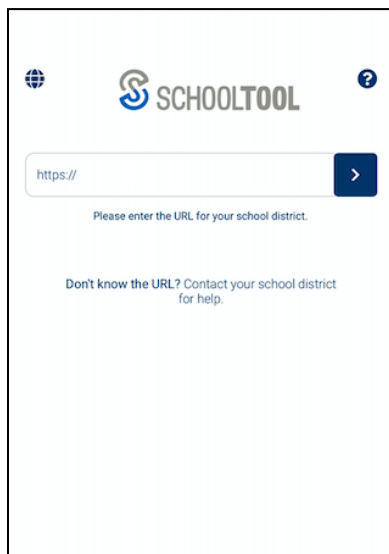 SCHOOLTOOL
https://
Please enter the URL for your school district.
Don't know the URL? Contact your school district
for help.